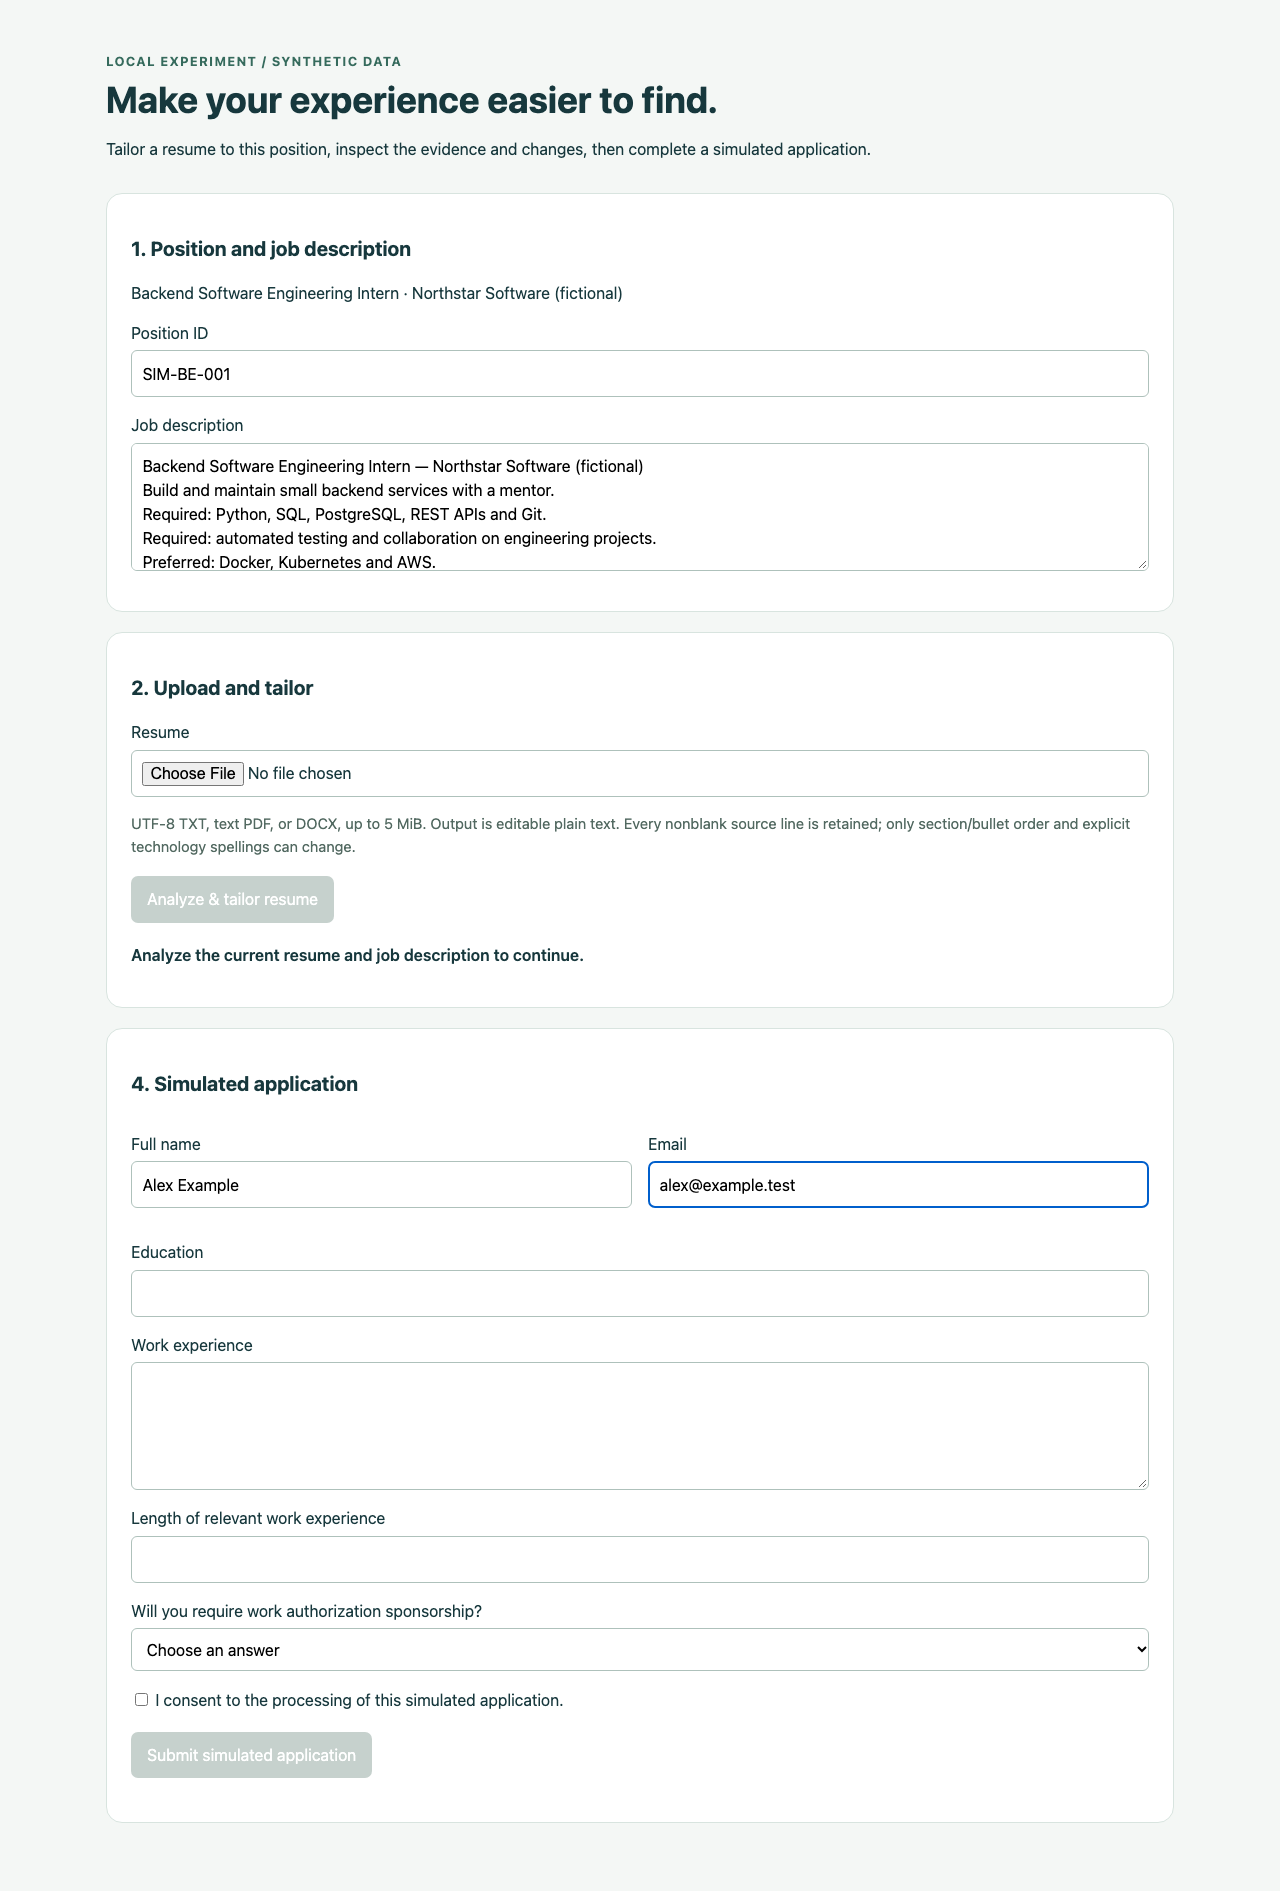 LOCAL EXPERIMENT / SYNTHETIC DATA
Make your experience easier to find.
Tailor a resume to this position, inspect the evidence and changes, then complete a simulated application.
1. Position and job description
Backend Software Engineering Intern · Northstar Software (fictional)
Position ID
SIM-BE-001
Job description
Backend Software Engineering Intern — Northstar Software (fictional)
Build and maintain small backend services with a mentor.
Required: Python, SQL, PostgreSQL, REST APIs and Git.
Required: automated testing and collaboration on engineering projects.
Preferred: Docker, Kubernetes and AWS.
2. Upload and tailor
Resume
Choose File No file chosen
UTF-8 TXT, text PDF, or DOCX, up to 5 MiB. Output is editable plain text. Every nonblank source line is retained; only section/bullet order and explicit
technology spellings can change.
Analyze & tailor resume
Analyze the current resume and job description to continue.
4. Simulated application
Full name
Alex Example
Email
alex@example.test
Education
Work experience
Length of relevant work experience
Will you require work authorization sponsorship?
Choose an answer
I consent to the processing of this simulated application.
Submit simulated application